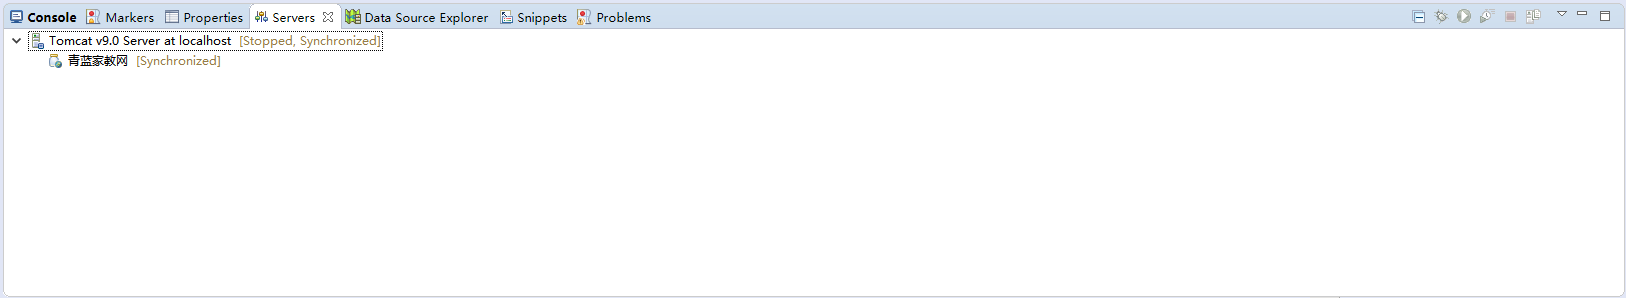 Console Markers Properties Servers Data Source Explorer Snippets Problems
Tomcat v9.0 Server at localhost [Stopped, Synchronized]
青蓝家教网 [Synchronized]